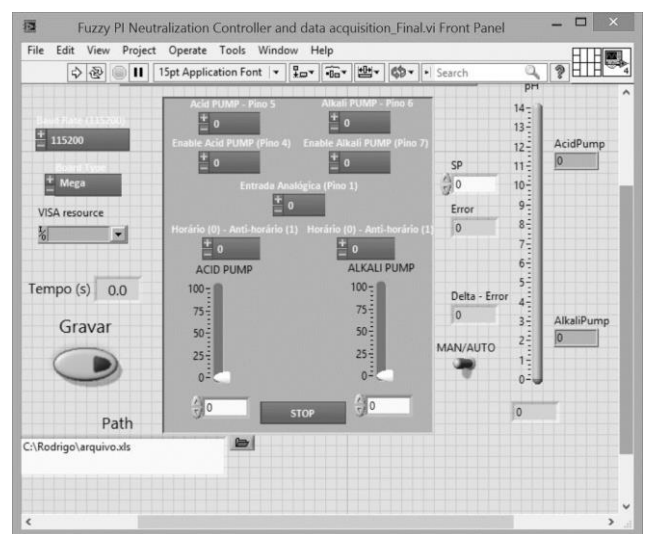 Fuzzy PI Neutralization Controller and data acquisition_Final.vi Front Panel
File Edit View Project Operate Tools Window Help
15pt Application Font Search 4
pH
Acid PUMP - Pino 5 Alkali PUMP - Pino 6
0 0
Enable Acid PUMP (Pino 4) Enable Alkali PUMP (Pino 7)
0 0
Entrada Analógica (Pino 1)
0
Horário (0) - Anti-horário (1) Horário (0) - Anti-horário (1)
0 0
ACID PUMP ALKALI PUMP
100 100
75 75
50 50
25 25
0 0
0 0
STOP
Baud Rate (115200)
115200
Board Type
Mega
VISA resource
Tempo (s) 0.0
Gravar
Path
C:\Rodrigo\arquivo.xls
SP
0
Error
0
Delta - Error
0
MAN/AUTO
14
13
12
11
10
9
8
7
6
5
4
3
2
1
0
0
AcidPump
0
AlkaliPump
0